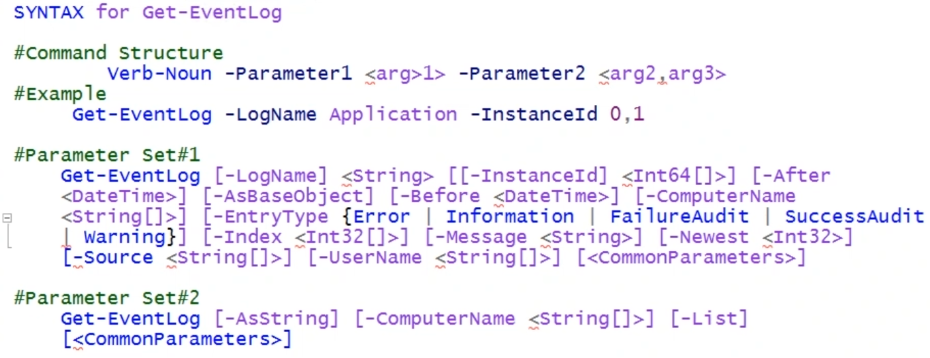 SYNTAX for Get-EventLog
#Command Structure
Verb-Noun -Parameter1 <arg>1> -Parameter2 <arg2,arg3>
#Example
Get-EventLog -LogName Application -InstanceId 0,1
#Parameter Set#1
Get-EventLog [-LogName] <String> [[-InstanceId] <Int64[]>] [-After
<DateTime>] [-AsBaseObject] [-Before <DateTime>] [-ComputerName
<String[]>] [-EntryType {Error | Information | FailureAudit | SuccessAudit
| Warning}] [-Index <Int32[]>] [-Message <String>] [-Newest <Int32>]
[-Source <String[]>] [-UserName <String[]>] [<CommonParameters>]
#Parameter Set#2
Get-EventLog [-AsString] [-ComputerName <String[]>] [-List]
[<CommonParameters>]